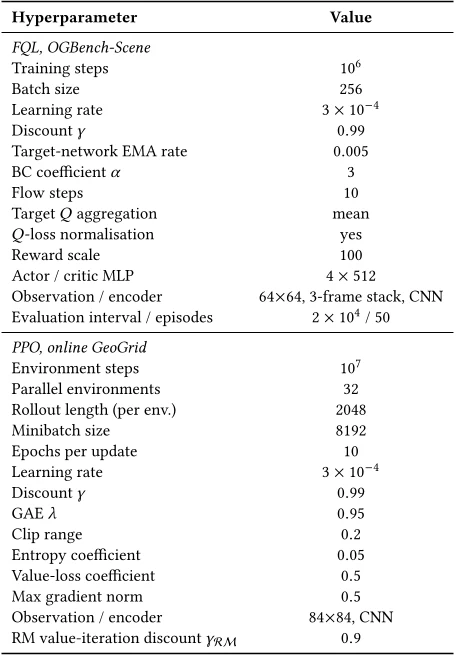 Hyperparameter Value
FQL, OGBench-Scene
Training steps 10⁶
Batch size 256
Learning rate 3 × 10⁻⁴
Discount γ 0.99
Target-network EMA rate 0.005
BC coefficient α 3
Flow steps 10
Target Q aggregation mean
Q-loss normalisation yes
Reward scale 100
Actor / critic MLP 4 × 512
Observation / encoder 64×64, 3-frame stack, CNN
Evaluation interval / episodes 2 × 10⁴ / 50
PPO, online GeoGrid
Environment steps 10⁷
Parallel environments 32
Rollout length (per env.) 2048
Minibatch size 8192
Epochs per update 10
Learning rate 3 × 10⁻⁴
Discount γ 0.99
GAE λ 0.95
Clip range 0.2
Entropy coefficient 0.05
Value-loss coefficient 0.5
Max gradient norm 0.5
Observation / encoder 84×84, CNN
RM value-iteration discount γ_RM 0.9